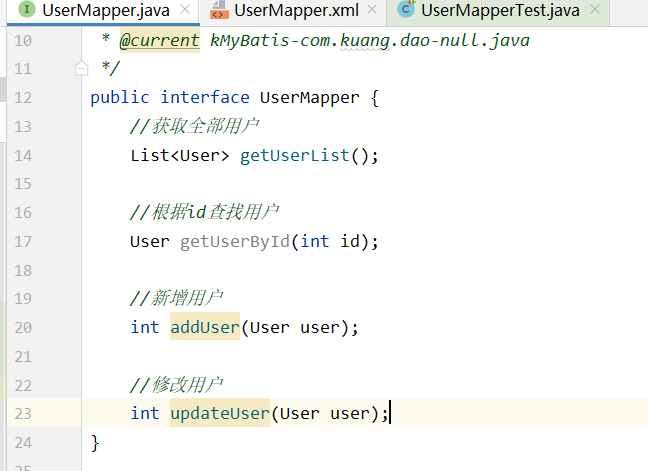 UserMapper.java × UserMapper.xml × UserMapperTest.java ×
10 * @current kMyBatis-com.kuang.dao-null.java
11 */
12 public interface UserMapper {
13 //获取全部用户
14 List<User> getUserList();
15
16 //根据id查找用户
17 User getUserById(int id);
18
19 //新增用户
20 int addUser(User user);
21
22 //修改用户
23 int updateUser(User user);
24 }
25